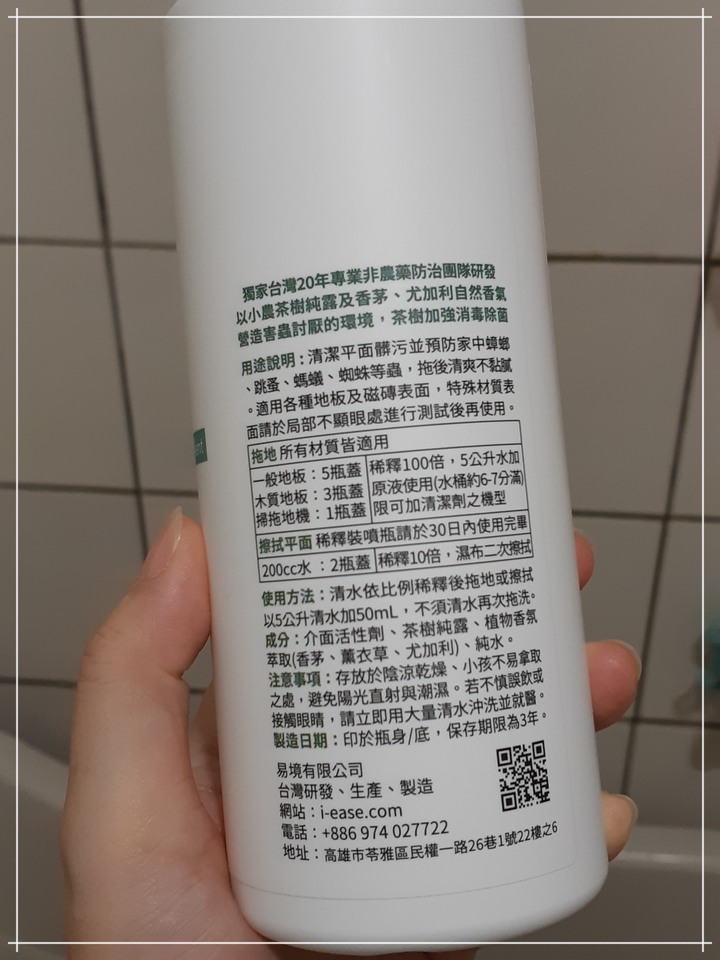 獨家台灣20年專業非農藥防治團隊研發
以小農茶樹純露及香茅、尤加利自然香氣
營造害蟲討厭的環境，茶樹加強消毒除菌
用途說明：清潔平面髒污並預防家中蟑螂
、跳蚤、螞蟻、蜘蛛等蟲，拖後清爽不黏膩
。適用各種地板及磁磚表面，特殊材質表
面請於局部不顯眼處進行測試後再使用。
拖地 所有材質皆適用
一般地板：5瓶蓋 稀釋100倍，5公升水加
木質地板：3瓶蓋 原液使用(水桶約6-7分滿)
掃拖地機：1瓶蓋 限可加清潔劑之機型
擦拭平面 稀釋裝噴瓶請於30日內使用完畢
200cc水：2瓶蓋 稀釋10倍，濕布二次擦拭
使用方法：清水依比例稀釋後拖地或擦拭
以5公升清水加50mL，不須清水再次拖洗。
成分：介面活性劑、茶樹純露、植物香氛
萃取(香茅、薰衣草、尤加利)、純水。
注意事項：存放於陰涼乾燥、小孩不易拿取
之處，避免陽光直射與潮濕。若不慎誤飲或
接觸眼睛，請立即用大量清水沖洗並就醫。
製造日期：印於瓶身/底，保存期限為3年。
易境有限公司
台灣研發、生產、製造
網站：i-ease.com
電話：+886 974 027722
地址：高雄市苓雅區民權一路26巷1號22樓之6